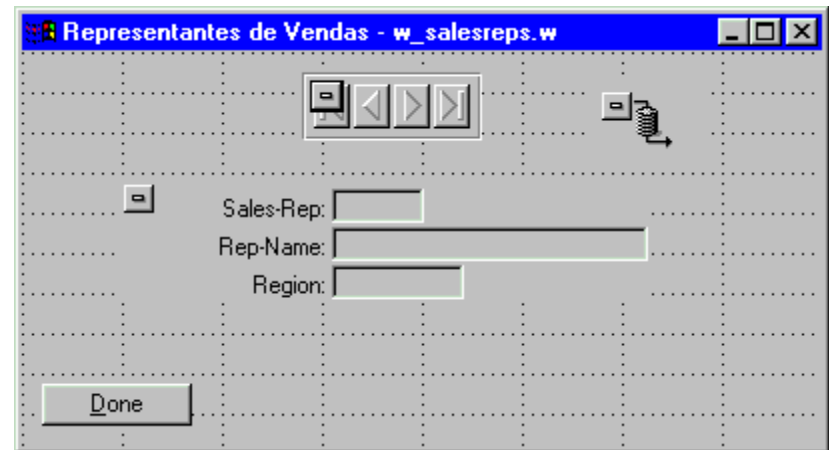 Representantes de Vendas - w_salesreps.w
Sales-Rep:
Rep-Name:
Region:
Done